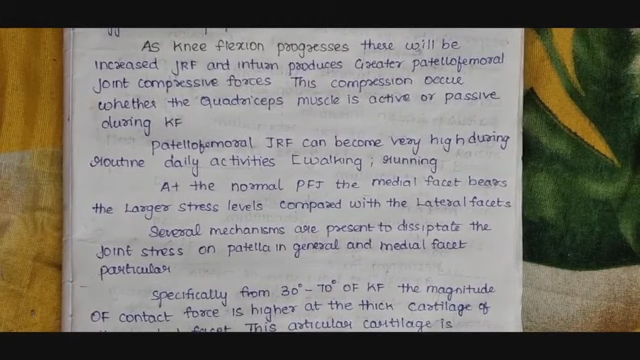 As Knee flexion progresses there will be
increased JRF and inturn produces Greater patellofemoral
Joint compressive forces This compression occur
whether the Quadriceps muscle is active or passive
during KF
Patellofemoral JRF can become very high during
routine daily activities E walking ; running
At the normal PFJ the medial facet bears
the Larger stress levels compared with the Lateral facets
Several mechanisms are present to dissiptate the
Joint stress on patella in general and medial facet
particular
Specifically from 30° - 70° OF KF the magnitude
OF contact force is higher at the thick cartilage of
facet. This articular cartilage is